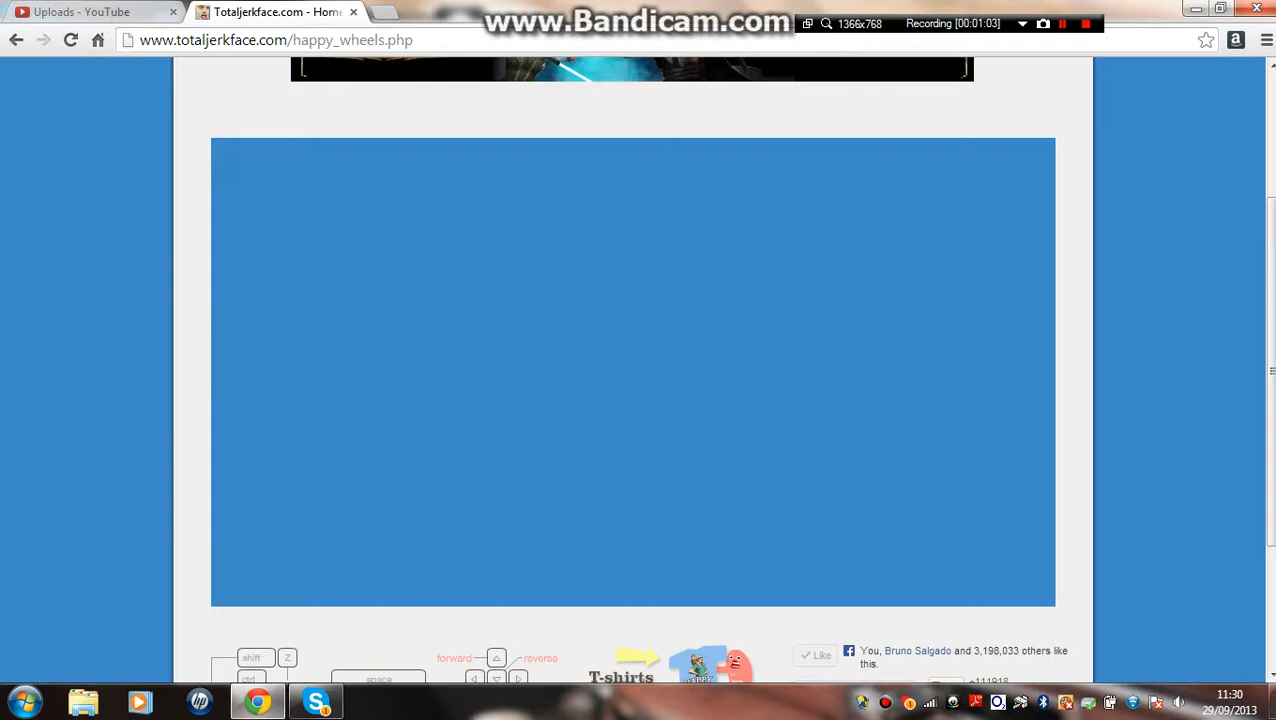 Uploads - YouTube
Totaljerkface.com - Home
www.Bandicam.com
1366x768
Recording [00:01:03]
www.totaljerkface.com/happy_wheels.php
shift
Z
forward
reverse
ctrl
space
T-shirts
HAPPY
Like
You, Bruno Salgado and 3,198,033 others like this.
+111918
11:30
29/09/2013